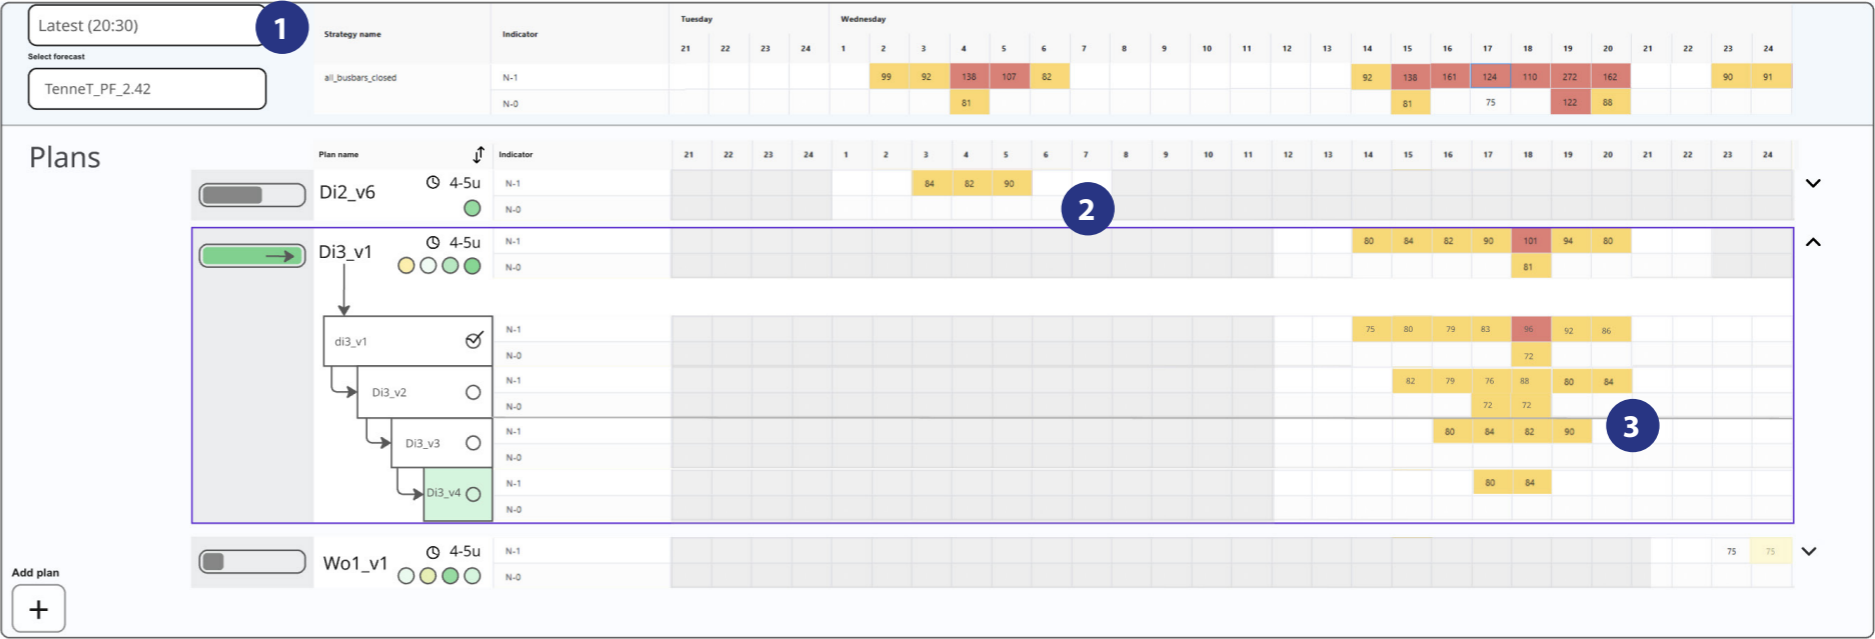 Latest (20:30)
1
Select forecast
TenneT_PF_2.42
Tuesday Wednesday
Strategy name Indicator
21 22 23 24 1 2 3 4 5 6 7 8 9 10 11 12 13 14 15 16 17 18 19 20 21 22 23 24
all_busbars_closed N-1 99 92 138 107 82 92 138 161 124 110 272 162 90 91
N-0 81 81 75 122 88
Plans
Plan name Indicator 21 22 23 24 1 2 3 4 5 6 7 8 9 10 11 12 13 14 15 16 17 18 19 20 21 22 23 24
Di2_v6 4-5u N-1 84 82 90
N-0
2
Di3_v1 4-5u N-1 80 84 82 90 101 94 80
N-0 81
di3_v1 N-1 75 80 79 83 96 92 86
N-0 72
Di3_v2 N-1 82 79 76 88 80 84
N-0 72 72
3
Di3_v3 N-1 80 84 82 90
N-0
Di3_v4 N-1 80 84
N-0
Wo1_v1 4-5u N-1 75 75
N-0
Add plan
+